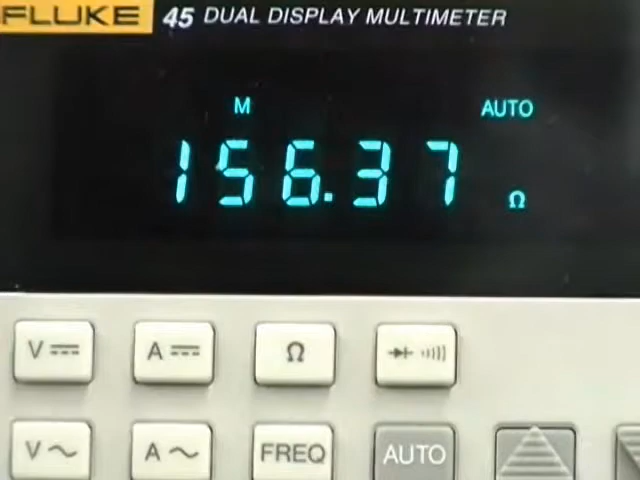 FLUKE 45 DUAL DISPLAY MULTIMETER
M AUTO
156.37 Ω
V A Ω
V A FREQ AUTO